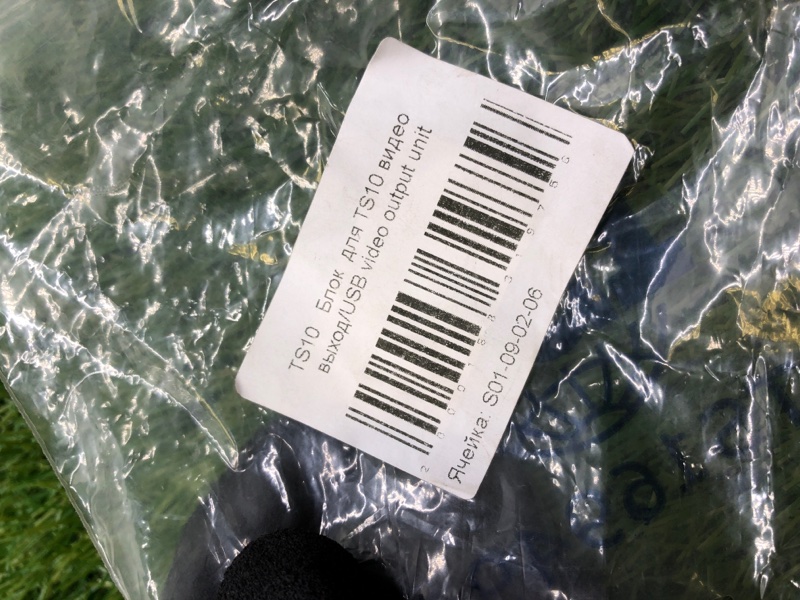 TS10 Блок для TS10 видео
выход/USB video output unit
Ячейка: S01-09-02-06